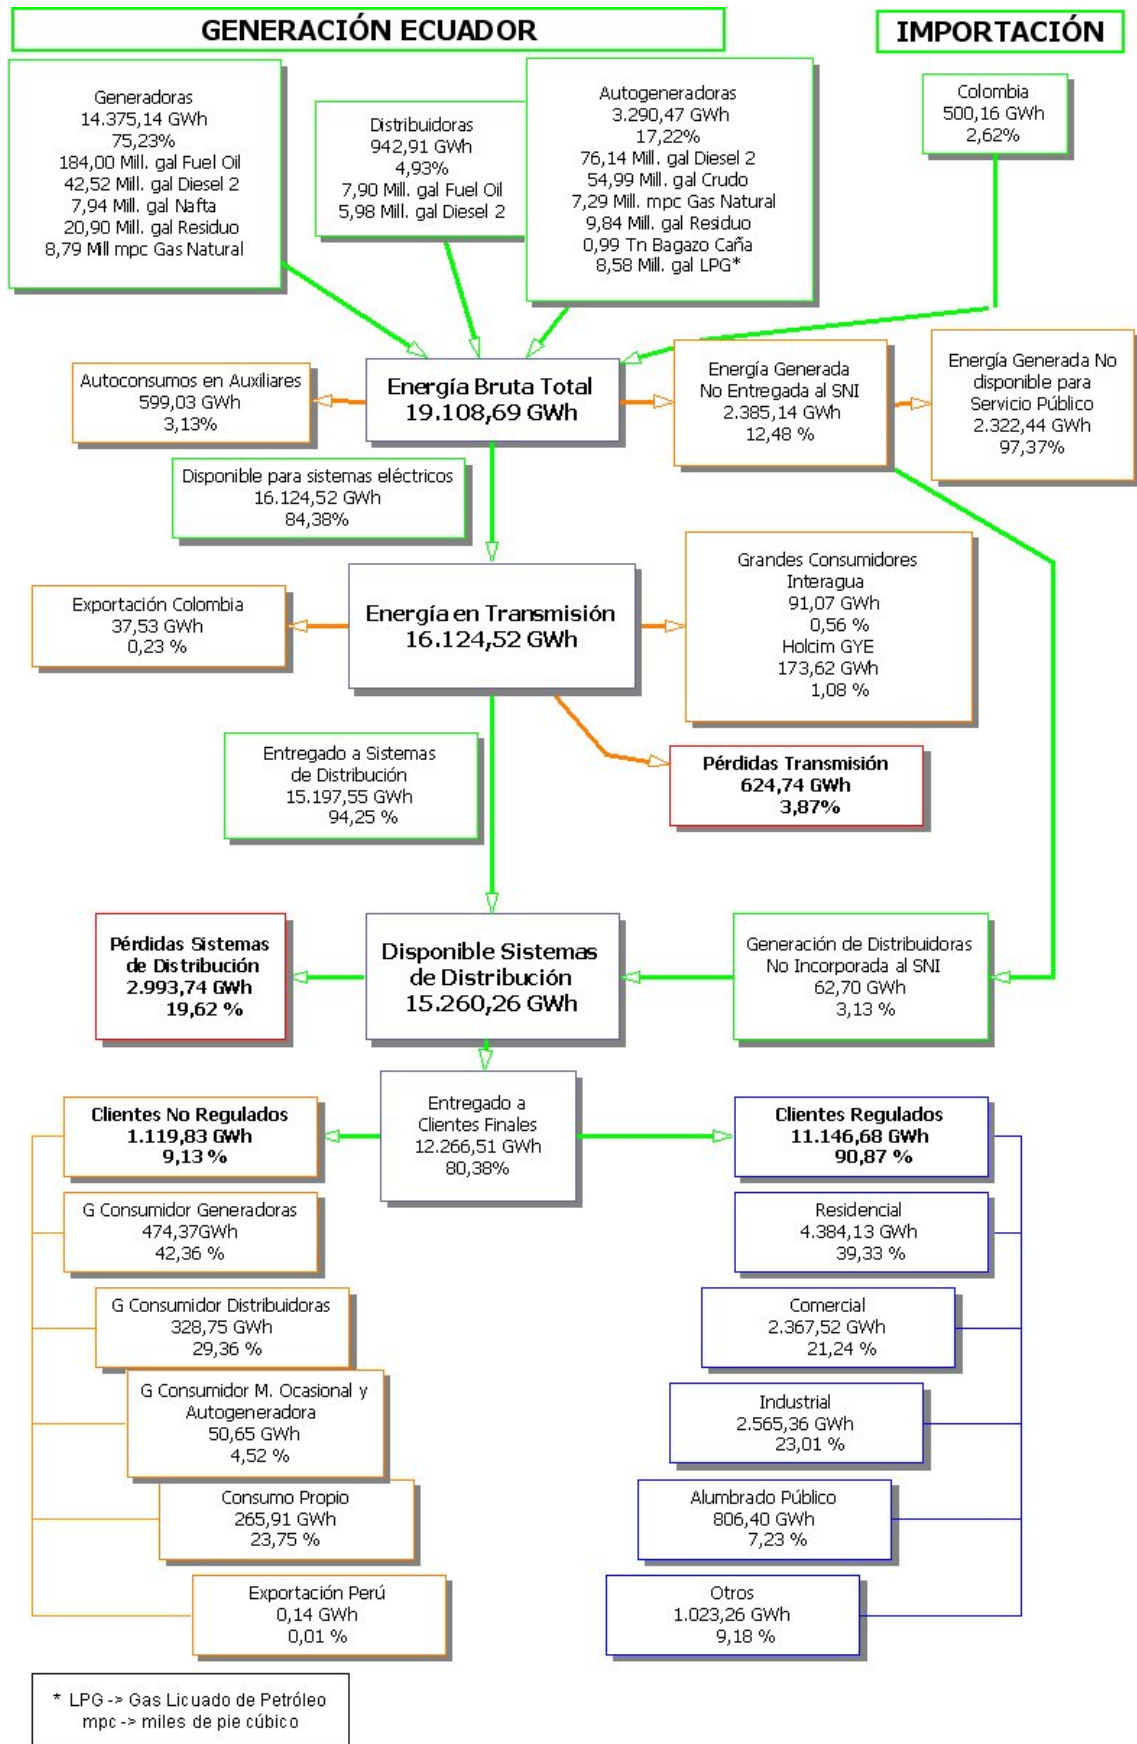 GENERACIÓN ECUADOR
IMPORTACIÓN
Generadoras
14.375,14 GWh
75,23%
184,00 Mill. gal Fuel Oil
42,52 Mill. gal Diesel 2
7,94 Mill. gal Nafta
20,90 Mill. gal Residuo
8,79 Mill mpc Gas Natural
Distribuidoras
942,91 GWh
4,93%
7,90 Mill. gal Fuel Oil
5,98 Mill. gal Diesel 2
Autogeneradoras
3.290,47 GWh
17,22%
76,14 Mill. gal Diesel 2
54,99 Mill. gal Crudo
7,29 Mill. mpc Gas Natural
9,84 Mill. gal Residuo
0,99 Tn Bagazo Caña
8,58 Mill. gal LPG*
Colombia
500,16 GWh
2,62%
Autoconsumos en Auxiliares
599,03 GWh
3,13%
Energía Bruta Total
19.108,69 GWh
Energía Generada
No Entregada al SNI
2.385,14 GWh
12,48 %
Energía Generada No
disponible para
Servicio Público
2.322,44 GWh
97,37%
Disponible para sistemas eléctricos
16.124,52 GWh
84,38%
Exportación Colombia
37,53 GWh
0,23 %
Energía en Transmisión
16.124,52 GWh
Grandes Consumidores
Interagua
91,07 GWh
0,56 %
Holcim GYE
173,62 GWh
1,08 %
Entregado a Sistemas
de Distribución
15.197,55 GWh
94,25 %
Pérdidas Transmisión
624,74 GWh
3,87%
Pérdidas Sistemas
de Distribución
2.993,74 GWh
19,62 %
Disponible Sistemas
de Distribución
15.260,26 GWh
Generación de Distribuidoras
No Incorporada al SNI
62,70 GWh
3,13 %
Clientes No Regulados
1.119,83 GWh
9,13 %
Entregado a
Clientes Finales
12.266,51 GWh
80,38%
Clientes Regulados
11.146,68 GWh
90,87 %
G Consumidor Generadoras
474,37GWh
42,36 %
Residencial
4.384,13 GWh
39,33 %
G Consumidor Distribuidoras
328,75 GWh
29,36 %
Comercial
2.367,52 GWh
21,24 %
G Consumidor M. Ocasional y
Autogeneradora
50,65 GWh
4,52 %
Industrial
2.565,36 GWh
23,01 %
Consumo Propio
265,91 GWh
23,75 %
Alumbrado Público
806,40 GWh
7,23 %
Exportación Perú
0,14 GWh
0,01 %
Otros
1.023,26 GWh
9,18 %
* LPG -> Gas Licuado de Petróleo
mpc -> miles de pie cúbico